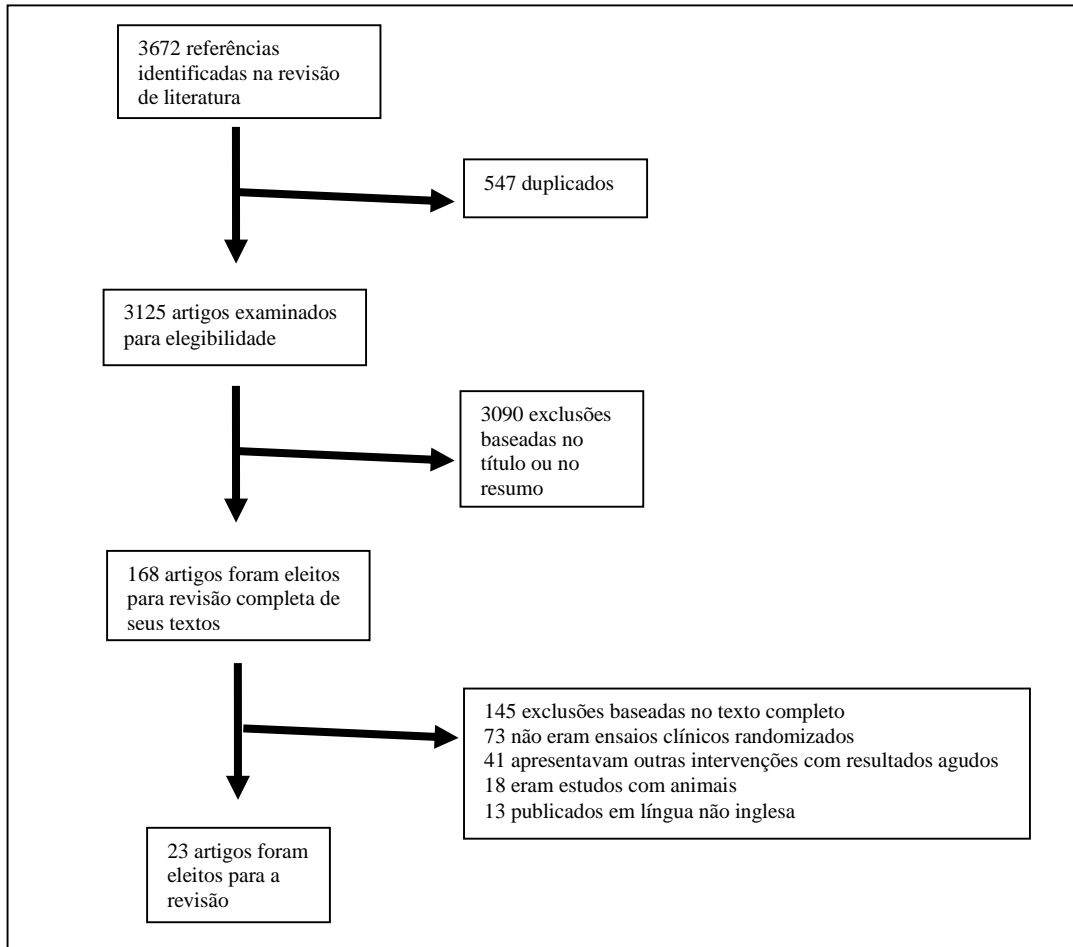 3672 referências
identificadas na revisão
de literatura
547 duplicados
3125 artigos examinados
para elegibilidade
3090 exclusões
baseadas no
título ou no
resumo
168 artigos foram eleitos
para revisão completa de
seus textos
145 exclusões baseadas no texto completo
73 não eram ensaios clínicos randomizados
41 apresentavam outras intervenções com resultados agudos
18 eram estudos com animais
13 publicados em língua não inglesa
23 artigos foram
eleitos para a
revisão